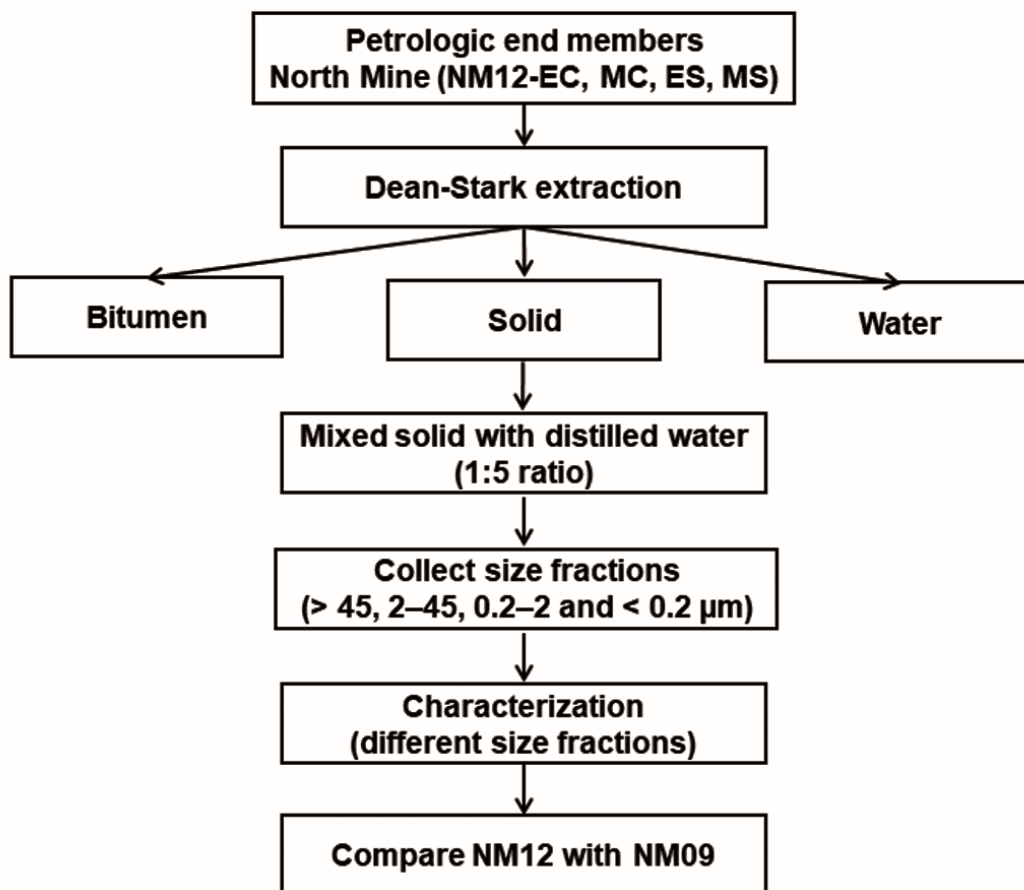 Petrologic end members
North Mine (NM12-EC, MC, ES, MS)
Dean-Stark extraction
Bitumen
Solid
Water
Mixed solid with distilled water
(1:5 ratio)
Collect size fractions
(> 45, 2–45, 0.2–2 and < 0.2 µm)
Characterization
(different size fractions)
Compare NM12 with NM09